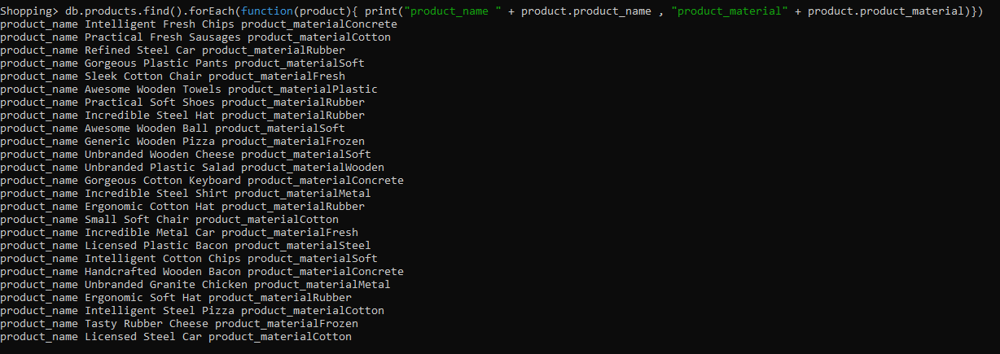 Shopping> db.products.find().forEach(function(product){ print("product_name " + product.product_name , "product_material" + product.product_material)})
product_name Intelligent Fresh Chips product_materialConcrete
product_name Practical Fresh Sausages product_materialCotton
product_name Refined Steel Car product_materialRubber
product_name Gorgeous Plastic Pants product_materialSoft
product_name Sleek Cotton Chair product_materialFresh
product_name Awesome Wooden Towels product_materialPlastic
product_name Practical Soft Shoes product_materialRubber
product_name Incredible Steel Hat product_materialRubber
product_name Awesome Wooden Ball product_materialSoft
product_name Generic Wooden Pizza product_materialFrozen
product_name Unbranded Wooden Cheese product_materialSoft
product_name Unbranded Plastic Salad product_materialWooden
product_name Gorgeous Cotton Keyboard product_materialConcrete
product_name Incredible Steel Shirt product_materialMetal
product_name Ergonomic Cotton Hat product_materialRubber
product_name Small Soft Chair product_materialCotton
product_name Incredible Metal Car product_materialFresh
product_name Licensed Plastic Bacon product_materialSteel
product_name Intelligent Cotton Chips product_materialSoft
product_name Handcrafted Wooden Bacon product_materialConcrete
product_name Unbranded Granite Chicken product_materialMetal
product_name Ergonomic Soft Hat product_materialRubber
product_name Intelligent Steel Pizza product_materialCotton
product_name Tasty Rubber Cheese product_materialFrozen
product_name Licensed Steel Car product_materialCotton